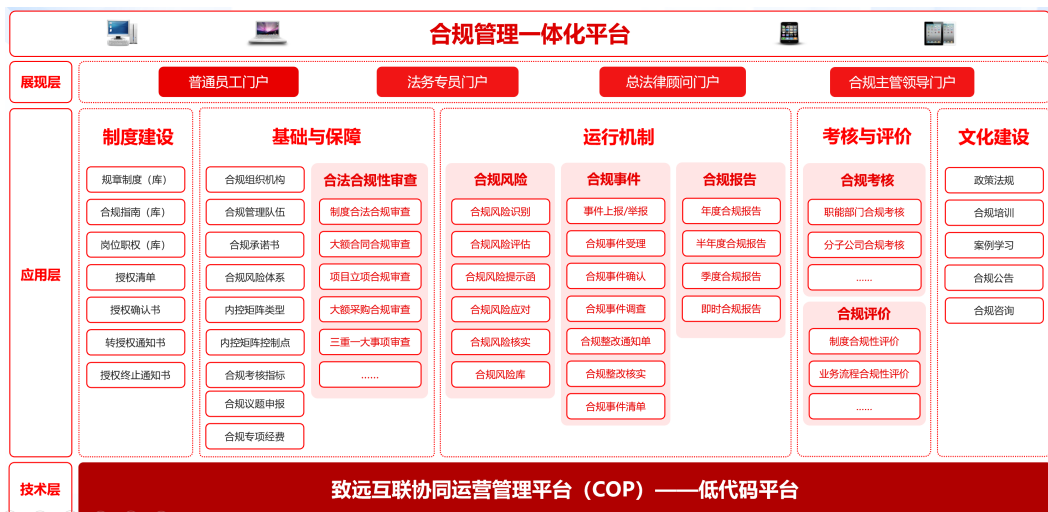 合规管理一体化平台
展现层
普通员工门户
法务专员门户
总法律顾问门户
合规主管领导门户
应用层
制度建设
规章制度（库）
合规指南（库）
岗位职权（库）
授权清单
授权确认书
转授权通知书
授权终止通知书
基础与保障
合规组织机构
合规管理队伍
合规承诺书
合规风险体系
内控矩阵类型
内控矩阵控制点
合规考核指标
合规议题申报
合规专项经费
合法合规性审查
制度合法合规审查
大额合同合规审查
项目立项合规审查
大额采购合规审查
三重一大事项审查
......
运行机制
合规风险
合规风险识别
合规风险评估
合规风险提示函
合规风险应对
合规风险核实
合规风险库
合规事件
事件上报/举报
合规事件受理
合规事件确认
合规事件调查
合规整改通知单
合规整改核实
合规事件清单
合规报告
年度合规报告
半年度合规报告
季度合规报告
即时合规报告
考核与评价
合规考核
职能部门合规考核
分子公司合规考核
......
合规评价
制度合规性评价
业务流程合规性评价
......
文化建设
政策法规
合规培训
案例学习
合规公告
合规咨询
技术层
致远互联协同运营管理平台（COP）——低代码平台